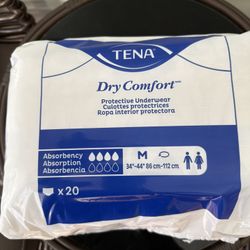 TENA
Dry Comfort™
Protective Underwear
Culottes protectrices
Ropa interior protectora
Absorbency
Absorption
Absorbencia
M
34"-44" 86 cm-112 cm
x 20